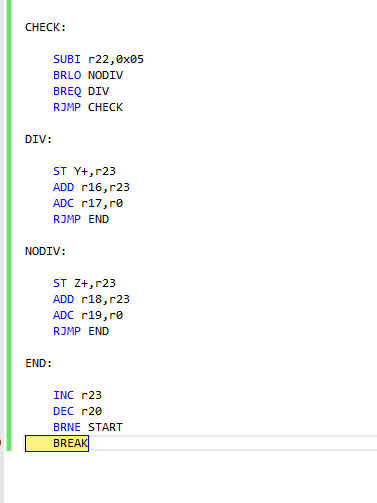 CHECK:
SUBI r22,0x05
BRLO NODIV
BREQ DIV
RJMP CHECK
DIV:
ST Y+,r23
ADD r16,r23
ADC r17,r0
RJMP END
NODIV:
ST Z+,r23
ADD r18,r23
ADC r19,r0
RJMP END
END:
INC r23
DEC r20
BRNE START
BREAK